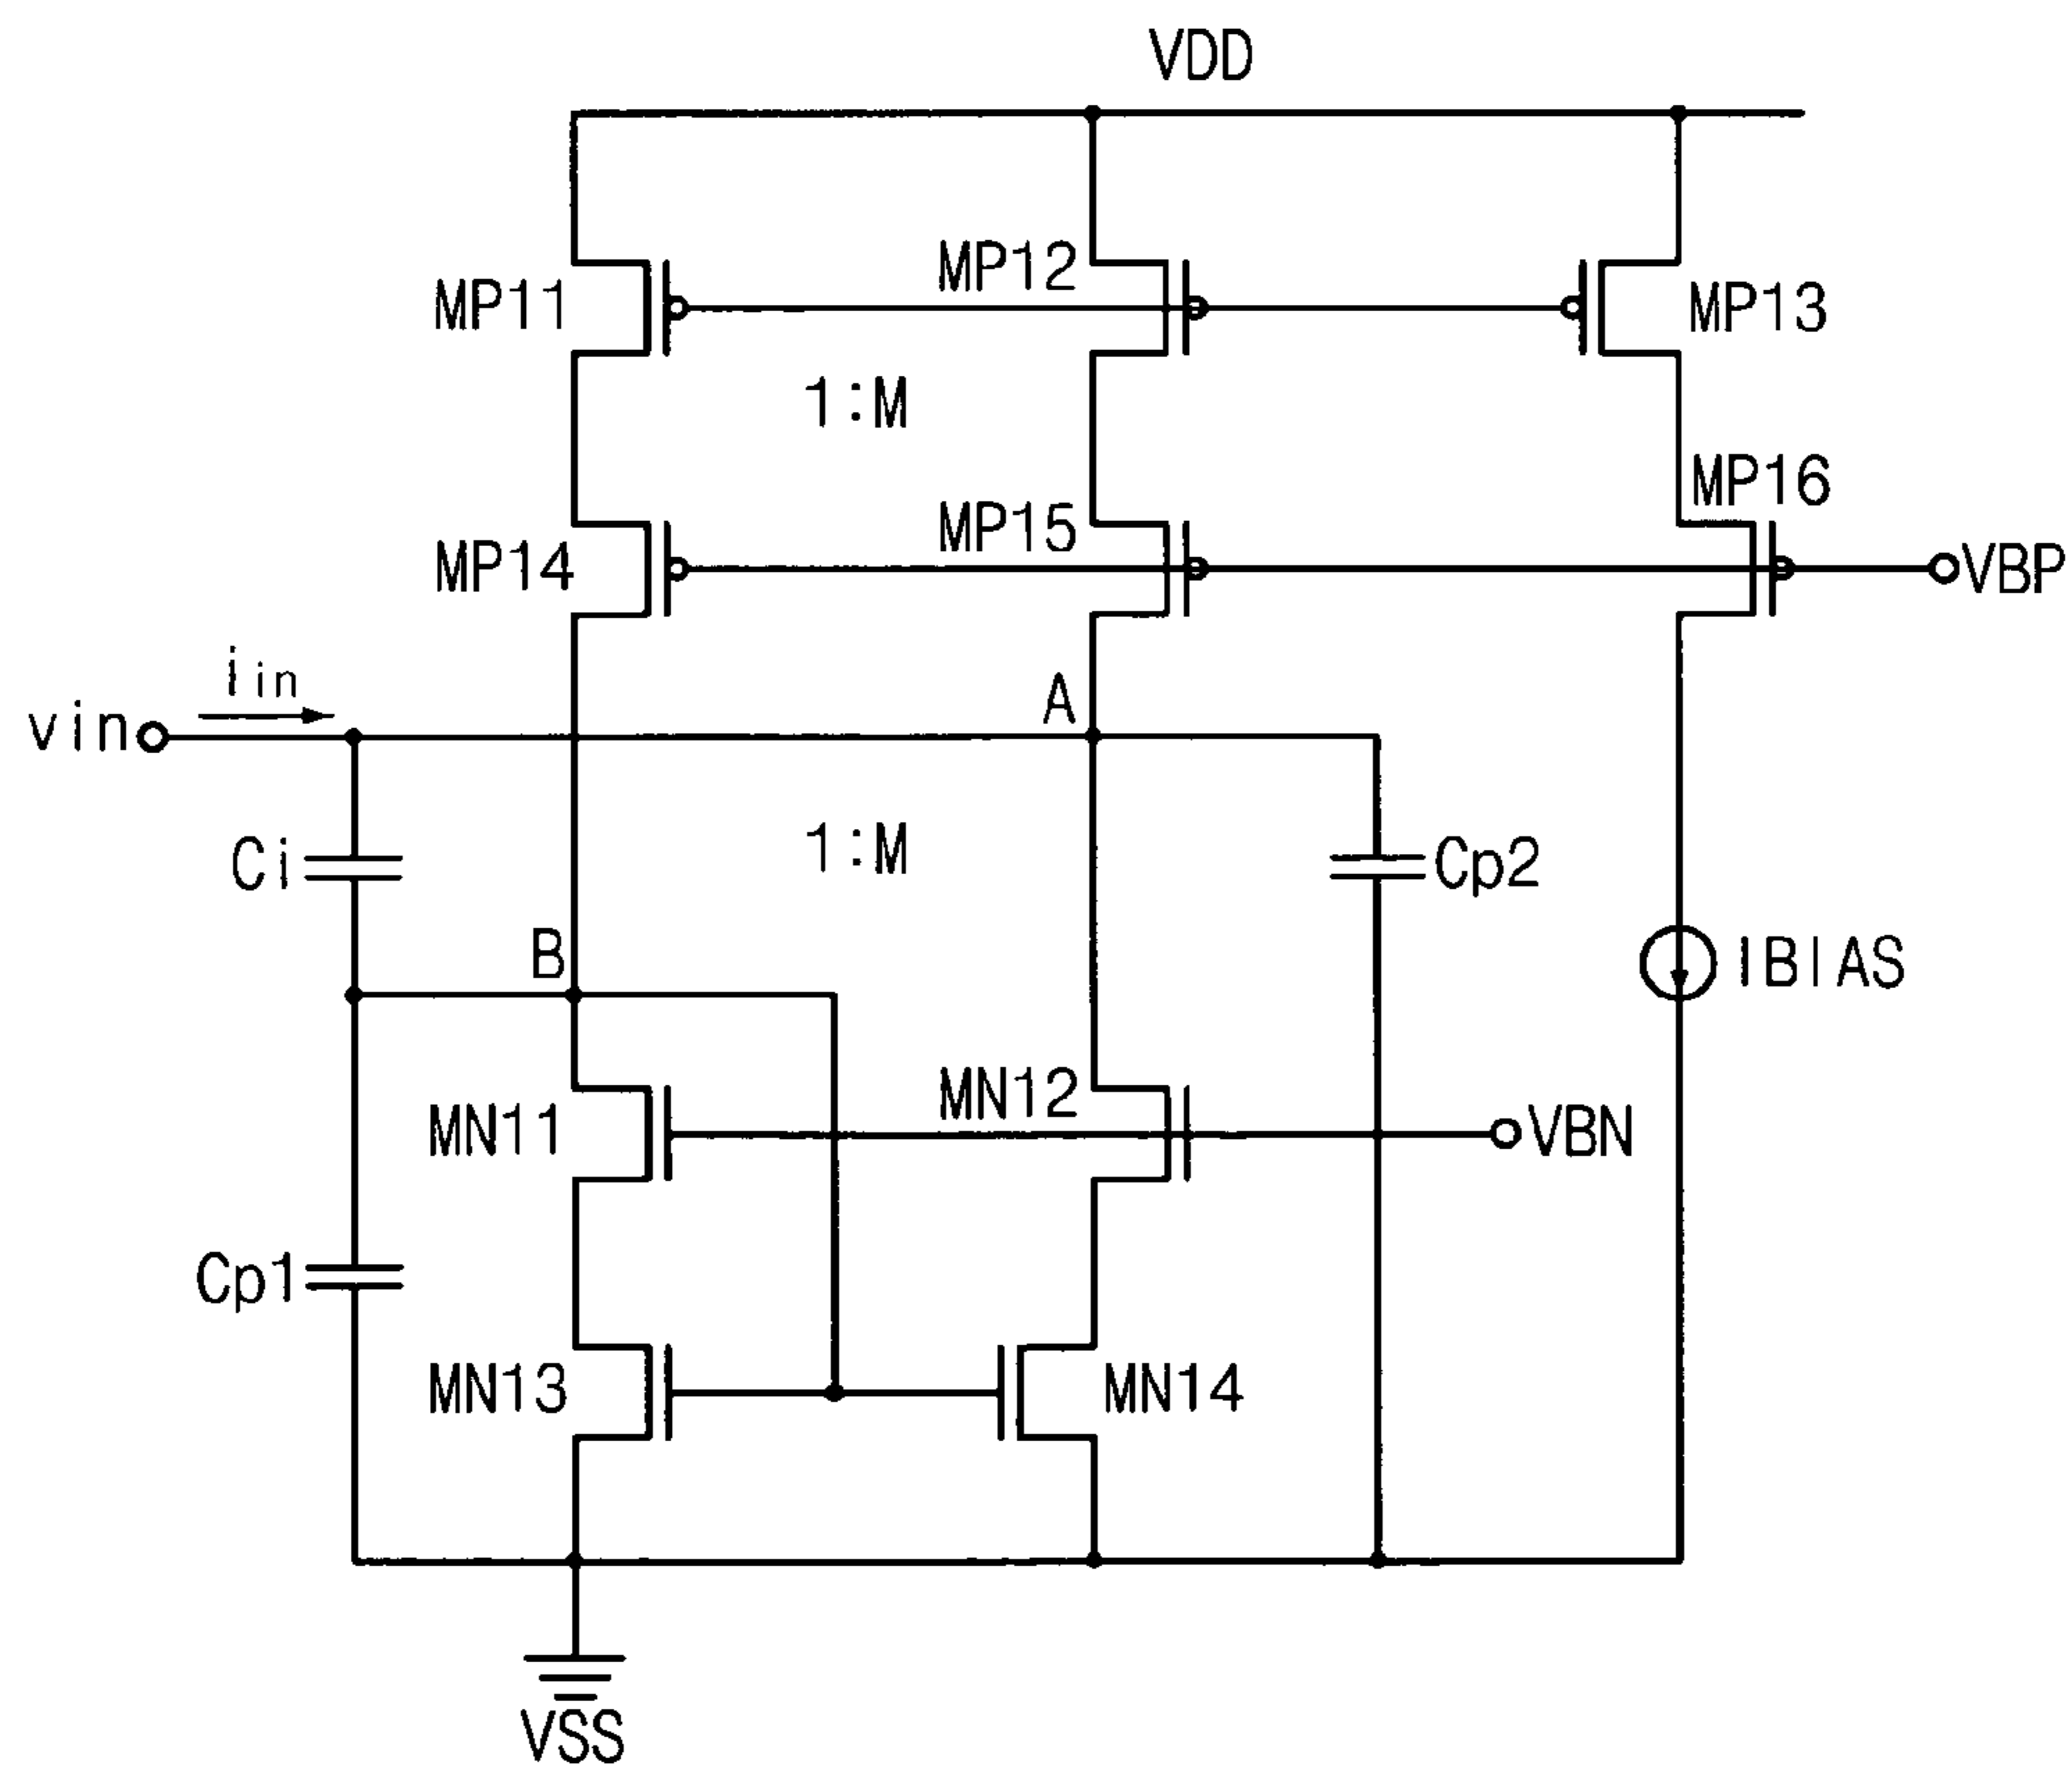 VDD
MP11
MP12
MP13
1:M
MP14
MP15
MP16
VBP
vin
iin
A
Ci
1:M
Cp2
B
IBIAS
MN11
MN12
VBN
Cp1
MN13
MN14
VSS